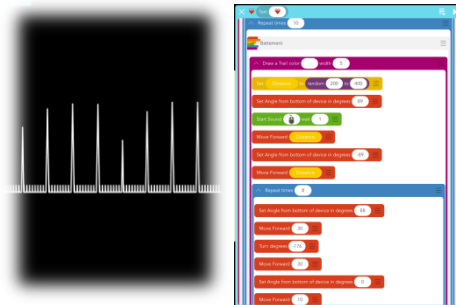 Repeat times 10
Batement
Draw a Trail color width 5
Set Distance to random 200 to 400
Set Angle from bottom of device in degrees 89
Start Sound wait 1
Move Forward Distance
Set Angle from bottom of device in degrees -89
Move Forward Distance
Repeat times 8
Set Angle from bottom of device in degrees 88
Move Forward 30
Turn degrees -176
Move Forward 30
Set Angle from bottom of device in degrees 0
Move Forward 10